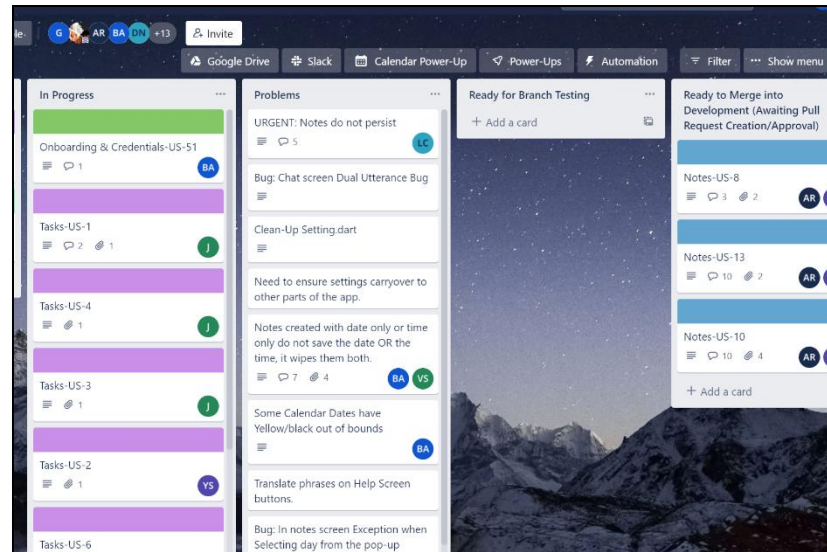 le
G AR BA DN +13 Invite
Google Drive Slack Calendar Power-Up Power-Ups Automation Filter Show menu
In Progress
Onboarding & Credentials-US-51
1
BA
Tasks-US-1
2 1
J
Tasks-US-4
1
J
Tasks-US-3
1
J
Tasks-US-2
1
YS
Tasks-US-6
Problems
URGENT: Notes do not persist
5
LC
Bug: Chat screen Dual Utterance Bug
Clean-Up Setting.dart
Need to ensure settings carryover to
other parts of the app.
Notes created with date only or time
only do not save the date OR the
time, it wipes them both.
7 4
BA VS
Some Calendar Dates have
Yellow/black out of bounds
BA
Translate phrases on Help Screen
buttons.
Bug: In notes screen Exception when
Selecting day from the pop-up
Ready for Branch Testing
+ Add a card
Ready to Merge into
Development (Awaiting Pull
Request Creation/Approval)
Notes-US-8
3 2
AR
Notes-US-13
10 2
AR
Notes-US-10
10 4
AR
+ Add a card